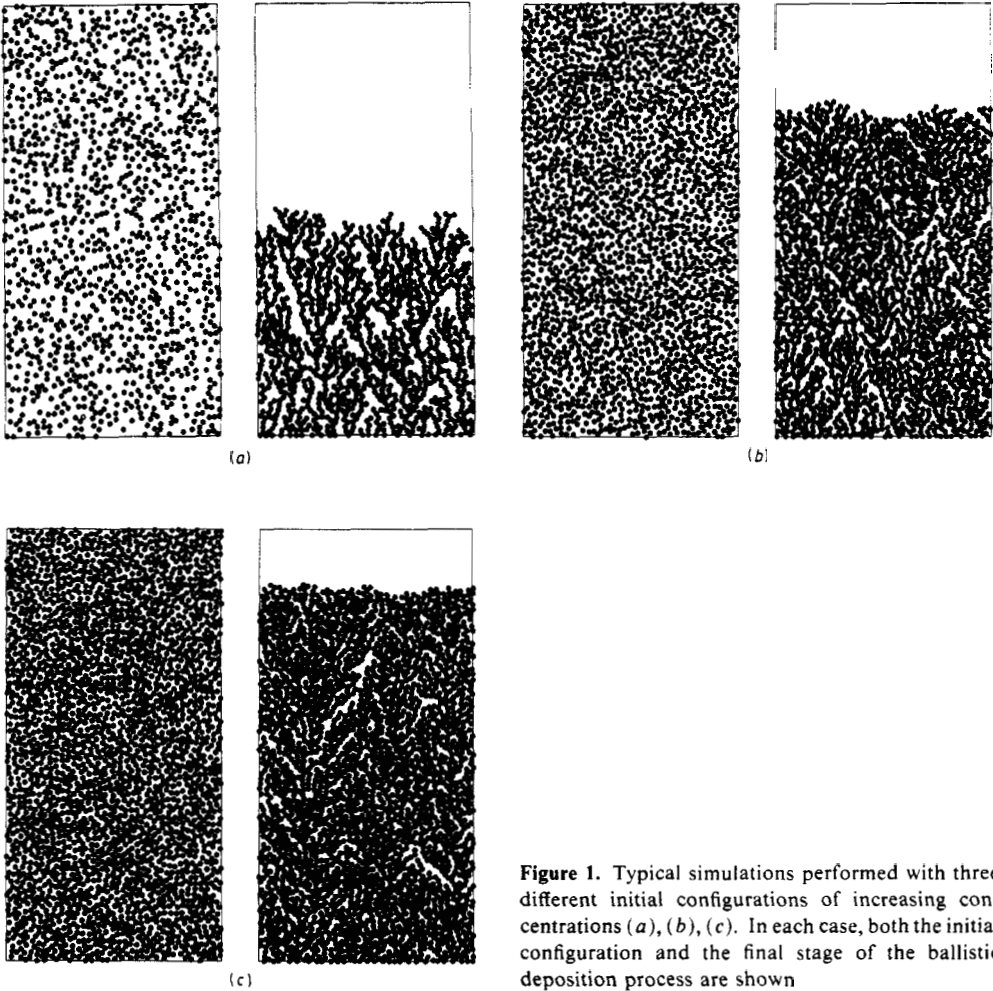 (a)
(b)
(c)
Figure 1. Typical simulations performed with three
different initial configurations of increasing con-
centrations (a), (b), (c). In each case, both the initial
configuration and the final stage of the ballistic
deposition process are shown